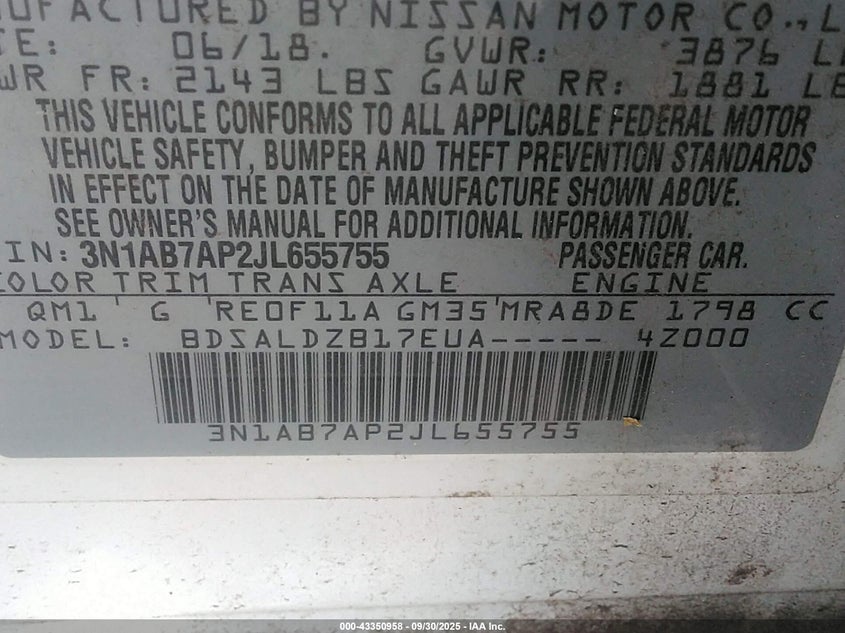 UFACTURED BY NISSAN MOTOR CO., L
TE: 06/18. GVWR: 3876 L
WR FR: 2143 LBS GAWR RR: 1881 LB
THIS VEHICLE CONFORMS TO ALL APPLICABLE FEDERAL MOTOR
VEHICLE SAFETY, BUMPER AND THEFT PREVENTION STANDARDS
IN EFFECT ON THE DATE OF MANUFACTURE SHOWN ABOVE.
SEE OWNER'S MANUAL FOR ADDITIONAL INFORMATION.
IN: 3N1AB7AP2JL655755 PASSENGER CAR.
OLOR TRIM TRANS AXLE ENGINE
QM1 ' G 'RE0F11A GM35'MRA8DE 1798 CC
MODEL: BDSALDZB17EUA----- 4Z000
3N1AB7AP2JL655755
000-43350958 - 09/30/2025 - IAA Inc.